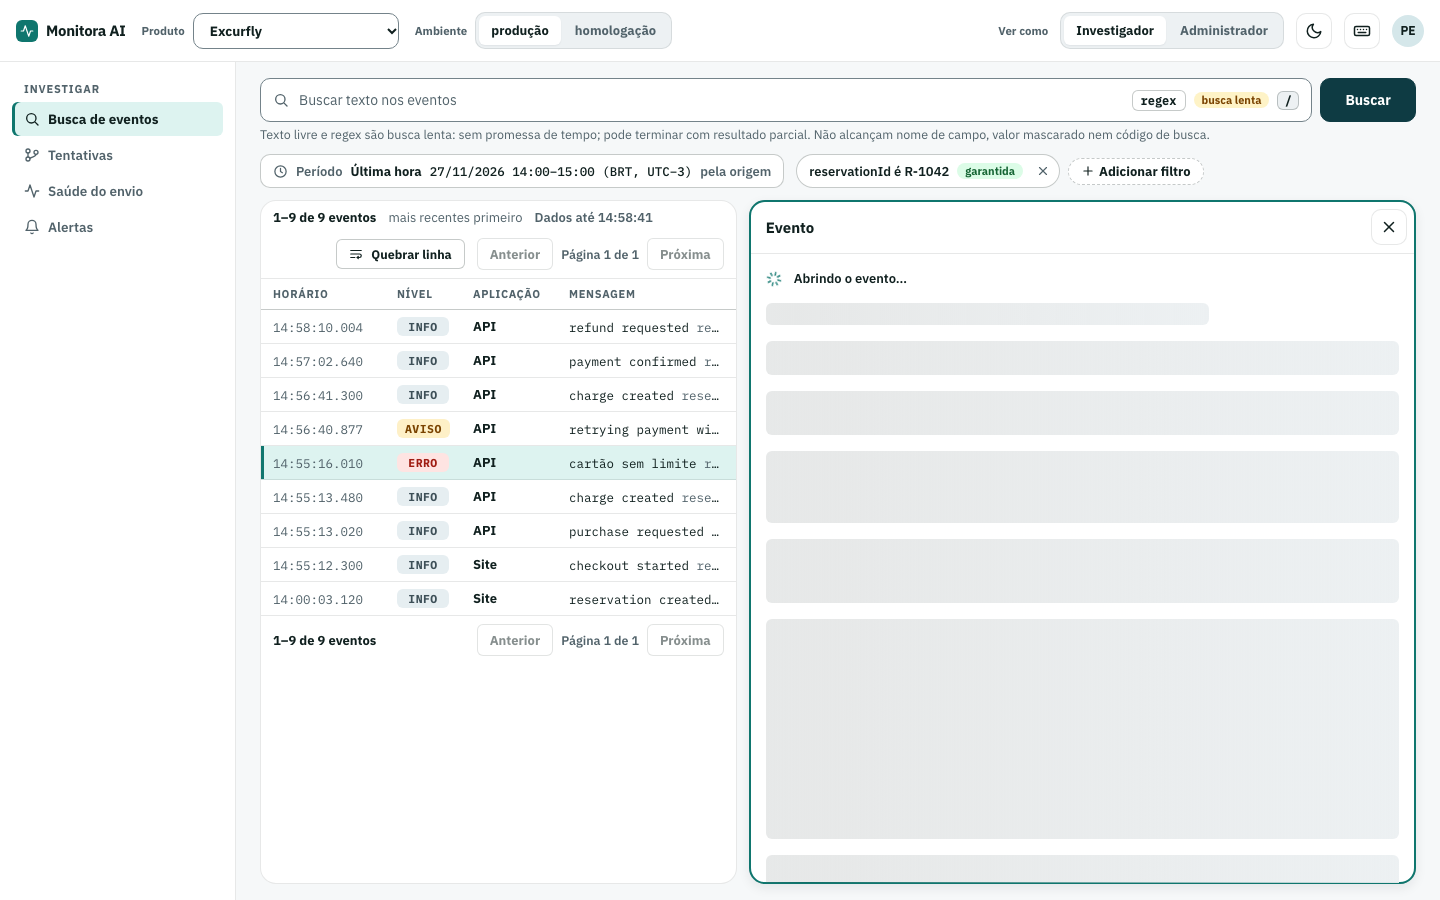 Monitora AI Produto Excurfly Ambiente produção homologação Ver como Investigador Administrador PE
INVESTIGAR
Busca de eventos
Tentativas
Saúde do envio
Alertas
Buscar texto nos eventos regex busca lenta / Buscar
Texto livre e regex são busca lenta: sem promessa de tempo; pode terminar com resultado parcial. Não alcançam nome de campo, valor mascarado nem código de busca.
Período Última hora 27/11/2026 14:00–15:00 (BRT, UTC−3) pela origem reservationId é R-1042 garantida Adicionar filtro
1–9 de 9 eventos mais recentes primeiro Dados até 14:58:41
Quebrar linha Anterior Página 1 de 1 Próxima
HORÁRIO NÍVEL APLICAÇÃO MENSAGEM
14:58:10.004 INFO API refund requested re…
14:57:02.640 INFO API payment confirmed r…
14:56:41.300 INFO API charge created rese…
14:56:40.877 AVISO API retrying payment wi…
14:55:16.010 ERRO API cartão sem limite r…
14:55:13.480 INFO API charge created rese…
14:55:13.020 INFO API purchase requested …
14:55:12.300 INFO Site checkout started re…
14:00:03.120 INFO Site reservation created…
1–9 de 9 eventos Anterior Página 1 de 1 Próxima
Evento
Abrindo o evento…